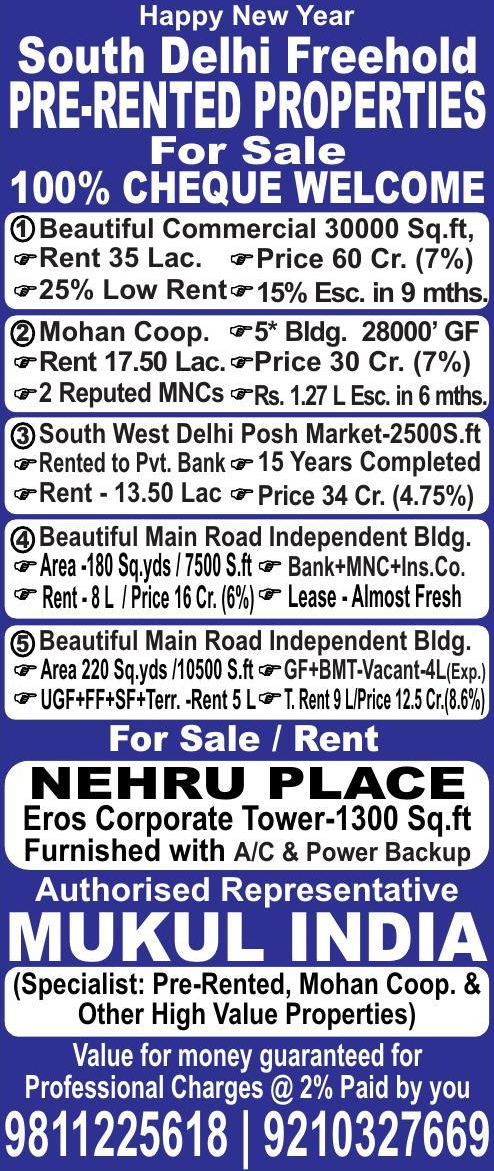 Happy New Year
South Delhi Freehold
PRE-RENTED PROPERTIES
For Sale
100% CHEQUE WELCOME
① Beautiful Commercial 30000 Sq.ft,
☞Rent 35 Lac. ☞Price 60 Cr. (7%)
☞25% Low Rent☞15% Esc. in 9 mths.
② Mohan Coop. ☞5* Bldg. 28000' GF
☞Rent 17.50 Lac.☞Price 30 Cr. (7%)
☞2 Reputed MNCs ☞Rs. 1.27 L Esc. in 6 mths.
③ South West Delhi Posh Market-2500S.ft
☞Rented to Pvt. Bank ☞ 15 Years Completed
☞Rent - 13.50 Lac ☞ Price 34 Cr. (4.75%)
④ Beautiful Main Road Independent Bldg.
☞ Area -180 Sq.yds / 7500 S.ft ☞ Bank+MNC+Ins.Co.
☞ Rent - 8 L / Price 16 Cr. (6%) ☞ Lease - Almost Fresh
⑤ Beautiful Main Road Independent Bldg.
☞ Area 220 Sq.yds /10500 S.ft ☞GF+BMT-Vacant-4L(Exp.)
☞ UGF+FF+SF+Terr. -Rent 5 L☞T. Rent 9 L/Price 12.5 Cr.(8.6%)
For Sale / Rent
NEHRU PLACE
Eros Corporate Tower-1300 Sq.ft
Furnished with A/C & Power Backup
Authorised Representative
MUKUL INDIA
(Specialist: Pre-Rented, Mohan Coop. &
Other High Value Properties)
Value for money guaranteed for
Professional Charges @ 2% Paid by you
9811225618 | 9210327669